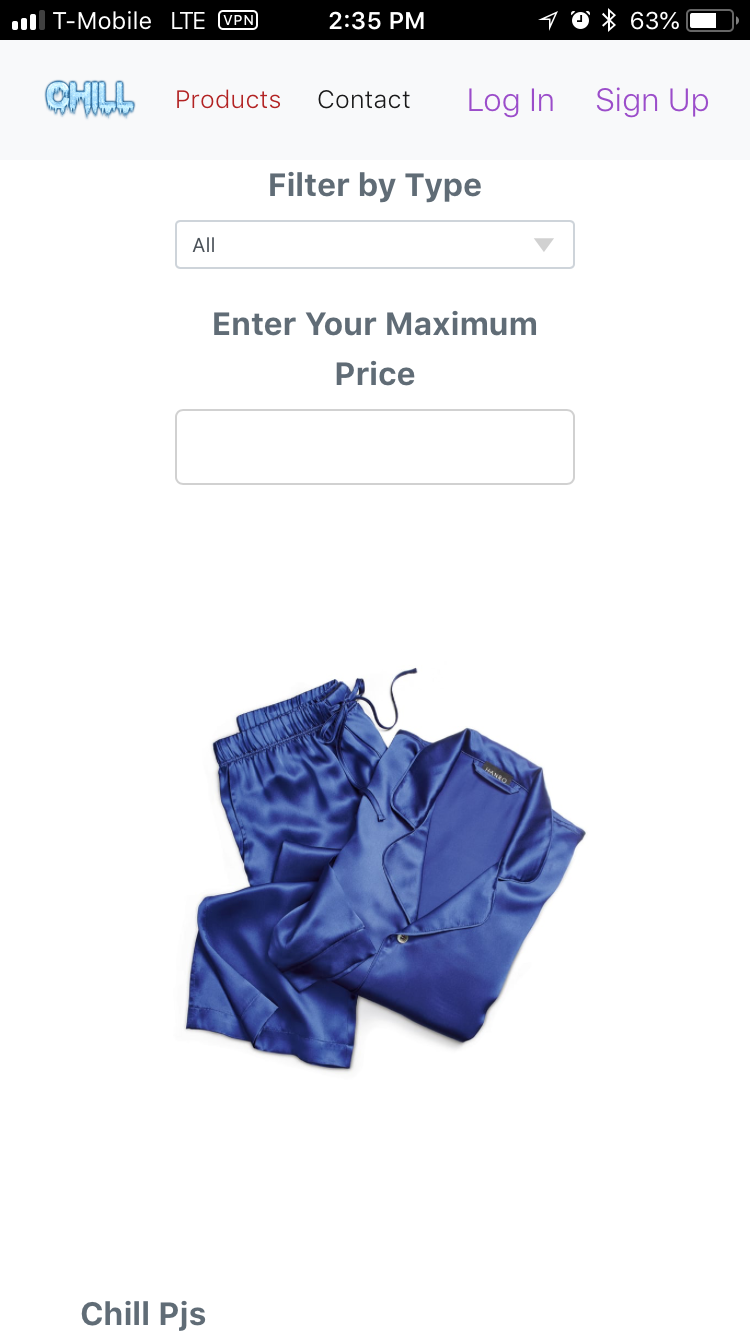 T-Mobile LTE VPN 2:35 PM 63%
CHILL Products Contact Log In Sign Up
Filter by Type
All
Enter Your Maximum
Price
HANRO
Chill Pjs